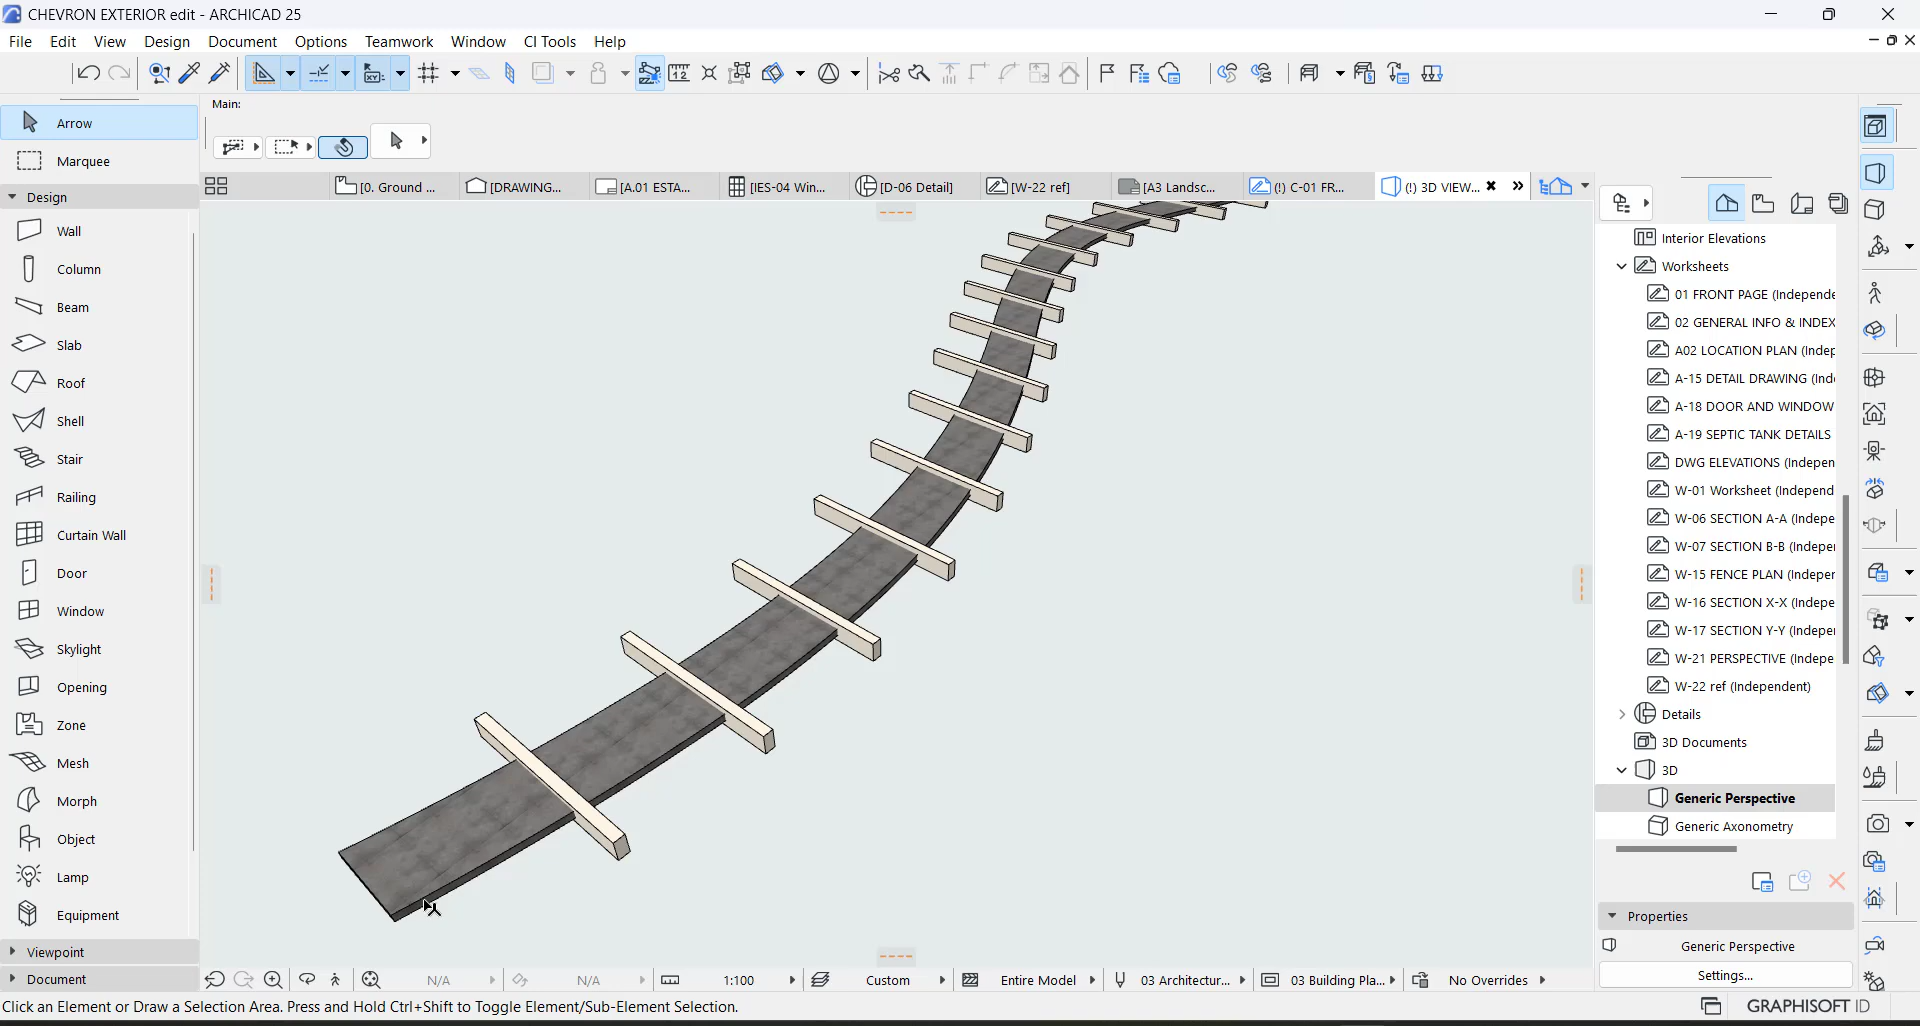 CHEVRON EXTERIOR edit - ARCHICAD 25
File Edit View Design Document Options Teamwork Window CI Tools Help
Main:
Arrow
Marquee
Design
Wall
Column
Beam
Slab
Roof
Shell
Stair
Railing
Curtain Wall
Door
Window
Skylight
Opening
Zone
Mesh
Morph
Object
Lamp
Equipment
Viewpoint
Document
[0. Ground ... [DRAWING... [A.01 ESTA... [IES-04 Win... [D-06 Detail] [W-22 ref] [A3 Landsc... (!) C-01 FR... (!) 3D VIEW...
Interior Elevations
Worksheets
01 FRONT PAGE (Independe
02 GENERAL INFO & INDEX
A02 LOCATION PLAN (Indep
A-15 DETAIL DRAWING (Ind
A-18 DOOR AND WINDOW
A-19 SEPTIC TANK DETAILS
DWG ELEVATIONS (Indepen
W-01 Worksheet (Independ
W-06 SECTION A-A (Indepe
W-07 SECTION B-B (Indepen
W-15 FENCE PLAN (Indeper
W-16 SECTION X-X (Indepe
W-17 SECTION Y-Y (Indepe
W-21 PERSPECTIVE (Indepe
W-22 ref (Independent)
Details
3D Documents
3D
Generic Perspective
Generic Axonometry
Properties
Generic Perspective
Settings...
N/A N/A 1:100 Custom Entire Model 03 Architectur... 03 Building Pla... No Overrides
Click an Element or Draw a Selection Area. Press and Hold Ctrl+Shift to Toggle Element/Sub-Element Selection.
GRAPHISOFT ID